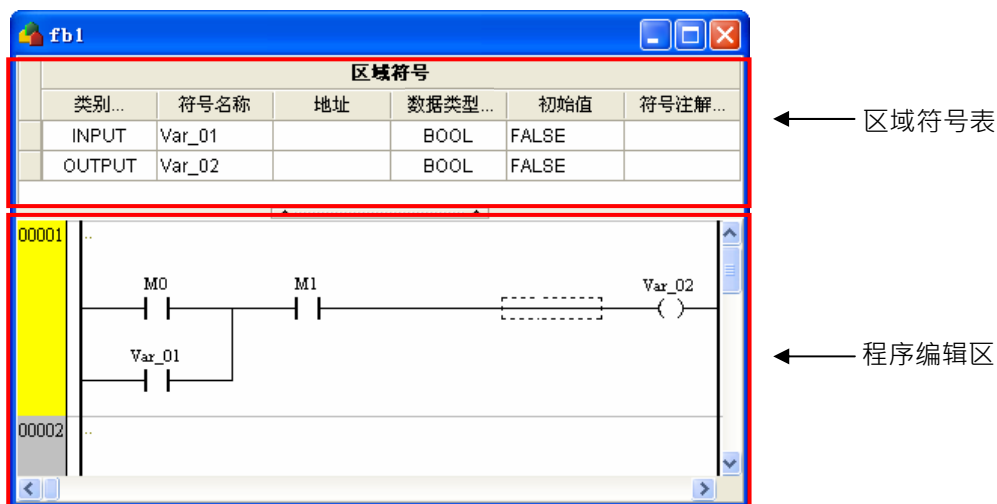 fb1
区域符号
类别... 符号名称 地址 数据类型... 初始值 符号注解...
INPUT Var_01 BOOL FALSE
OUTPUT Var_02 BOOL FALSE
区域符号表
00001
M0 M1 Var_02
Var_01
程序编辑区
00002